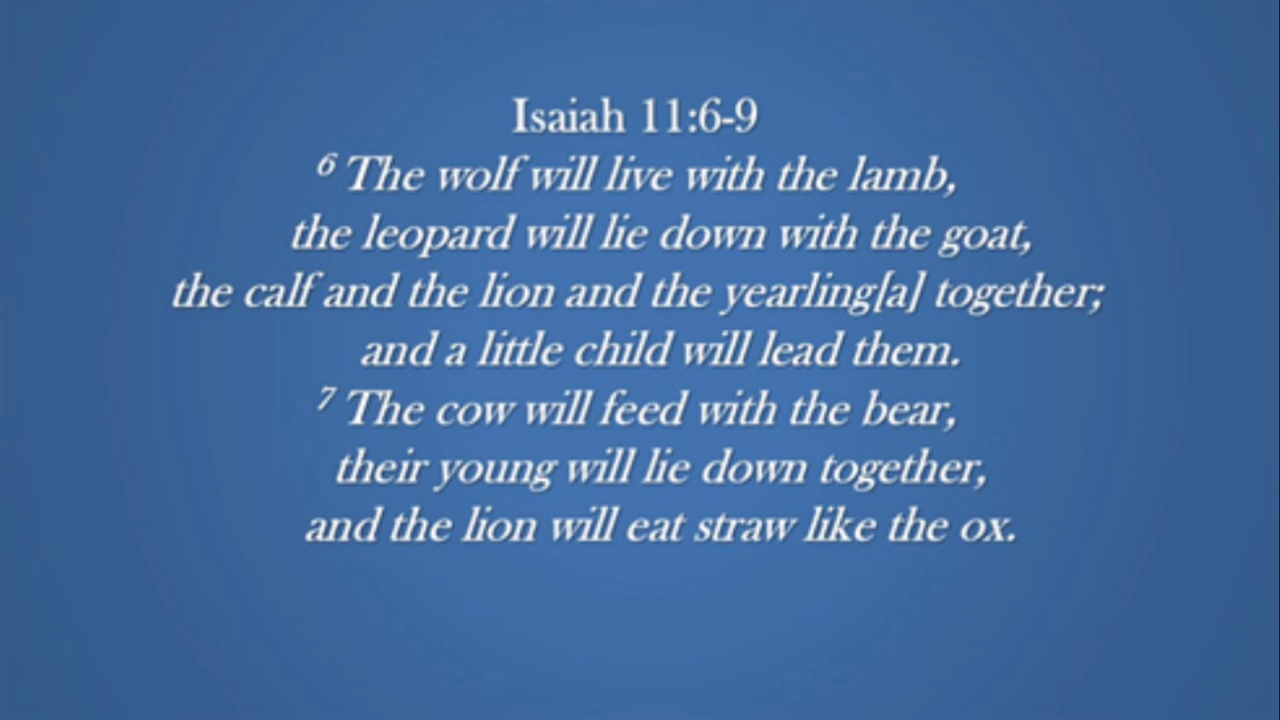 Isaiah 11:6-9
⁶ The wolf will live with the lamb,
the leopard will lie down with the goat,
the calf and the lion and the yearling[a] together;
and a little child will lead them.
⁷ The cow will feed with the bear,
their young will lie down together,
and the lion will eat straw like the ox.